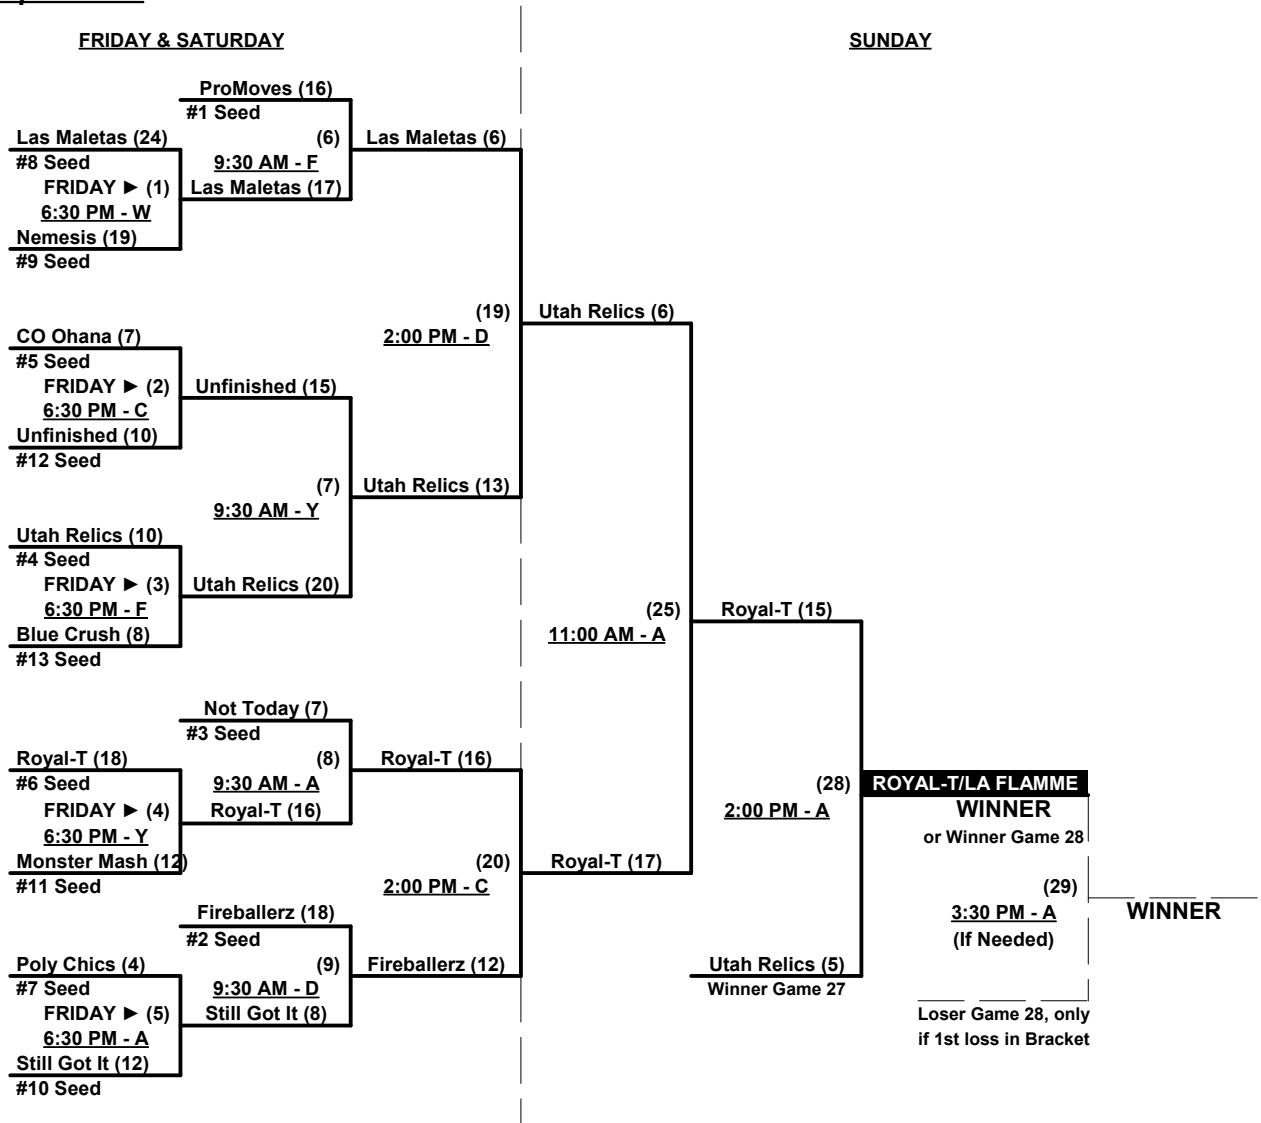 FRIDAY & SATURDAY
SUNDAY
ProMoves (16)
#1 Seed
Las Maletas (24)
(6)
Las Maletas (6)
#8 Seed
9:30 AM - F
FRIDAY ► (1)
Las Maletas (17)
6:30 PM - W
Nemesis (19)
#9 Seed
(19)
Utah Relics (6)
CO Ohana (7)
2:00 PM - D
#5 Seed
FRIDAY ► (2)
Unfinished (15)
6:30 PM - C
Unfinished (10)
#12 Seed
(7)
Utah Relics (13)
9:30 AM - Y
Utah Relics (10)
#4 Seed
FRIDAY ► (3)
Utah Relics (20)
6:30 PM - F
(25)
Royal-T (15)
Blue Crush (8)
11:00 AM - A
#13 Seed
Not Today (7)
#3 Seed
Royal-T (18)
(8)
Royal-T (16)
#6 Seed
9:30 AM - A
(28)
ROYAL-T/LA FLAMME
FRIDAY ► (4)
Royal-T (16)
2:00 PM - A
WINNER
6:30 PM - Y
or Winner Game 28
Monster Mash (12)
(20)
Royal-T (17)
#11 Seed
2:00 PM - C
(29)
Fireballerz (18)
3:30 PM - A
WINNER
#2 Seed
(If Needed)
Poly Chics (4)
(9)
Fireballerz (12)
Utah Relics (5)
#7 Seed
9:30 AM - D
Winner Game 27
FRIDAY ► (5)
Still Got It (8)
Loser Game 28, only
6:30 PM - A
if 1st loss in Bracket
Still Got It (12)
#10 Seed